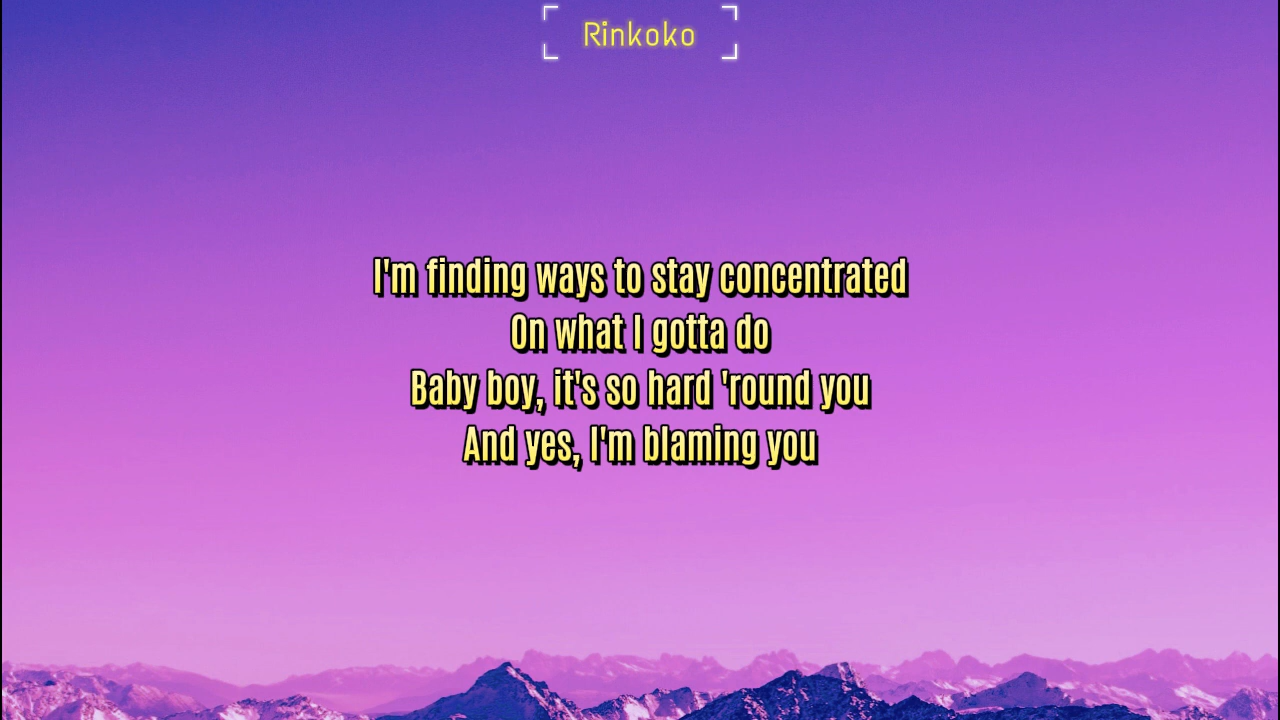 Rinkoko
I'm finding ways to stay concentrated
On what I gotta do
Baby boy, it's so hard 'round you
And yes, I'm blaming you